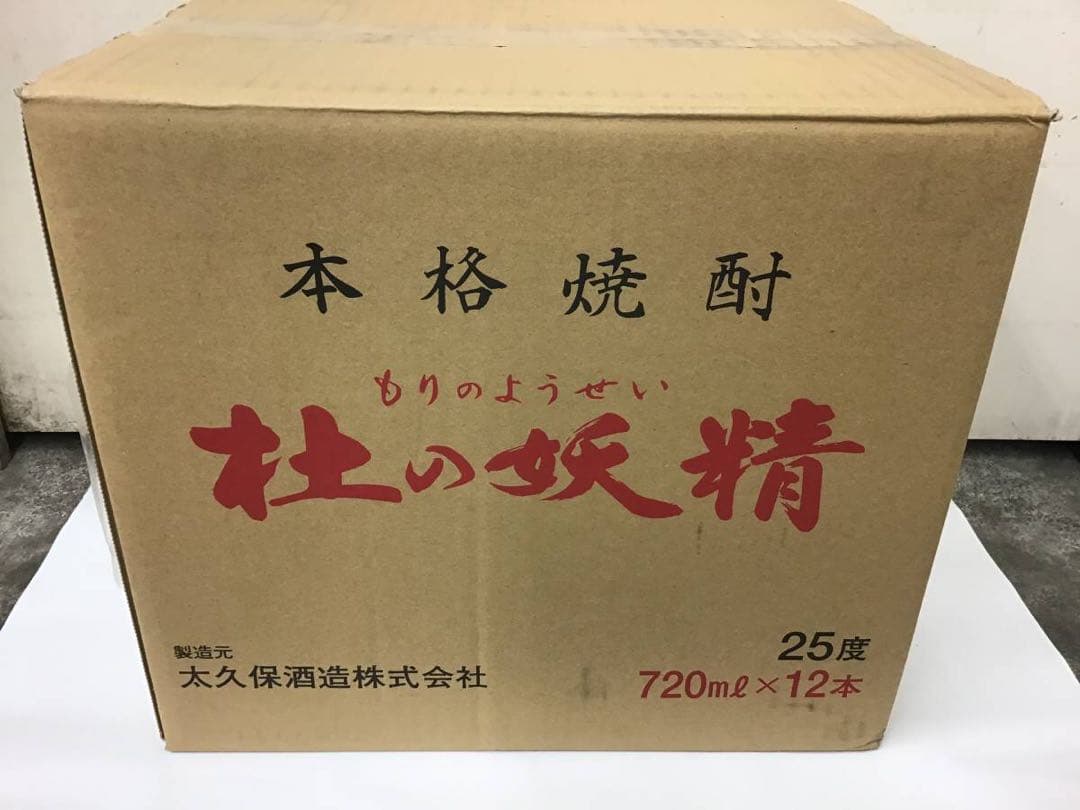 本格焼酎
もりのようせい
杜の妖精
製造元
太久保酒造株式会社
25度
720mℓ×12本